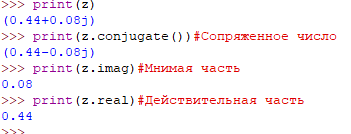 >>> print(z)
(0.44+0.08j)
>>> print(z.conjugate())#Сопряженное число
(0.44-0.08j)
>>> print(z.imag)#Мнимая часть
0.08
>>> print(z.real)#Действительная часть
0.44
>>>